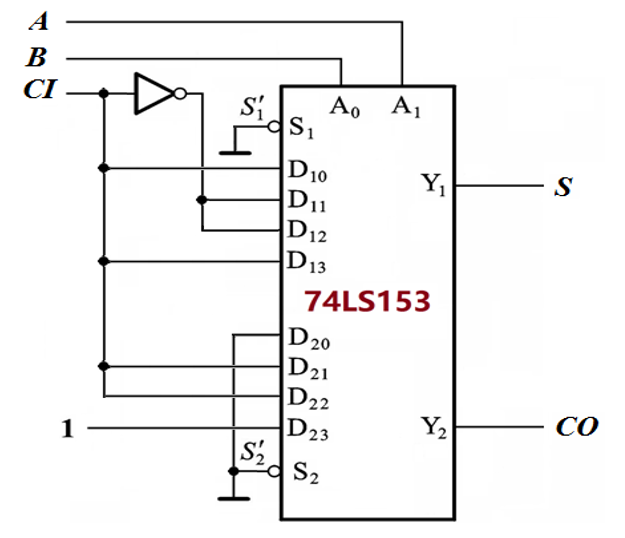 A
B
CI
A₀ A₁
S′₁
S₁
D₁₀
Y₁
S
D₁₁
D₁₂
D₁₃
74LS153
D₂₀
D₂₁
D₂₂
1
D₂₃
Y₂
CO
S′₂
S₂